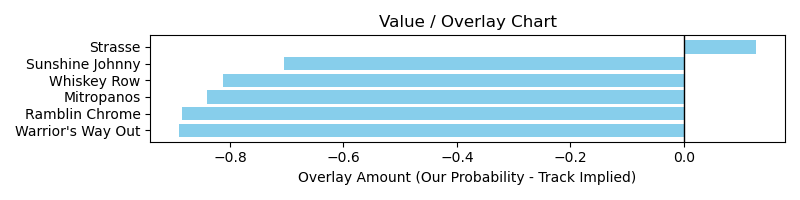 Value / Overlay Chart
Strasse
Sunshine Johnny
Whiskey Row
Mitropanos
Ramblin Chrome
Warrior's Way Out
−0.8 −0.6 −0.4 −0.2 0.0
Overlay Amount (Our Probability - Track Implied)